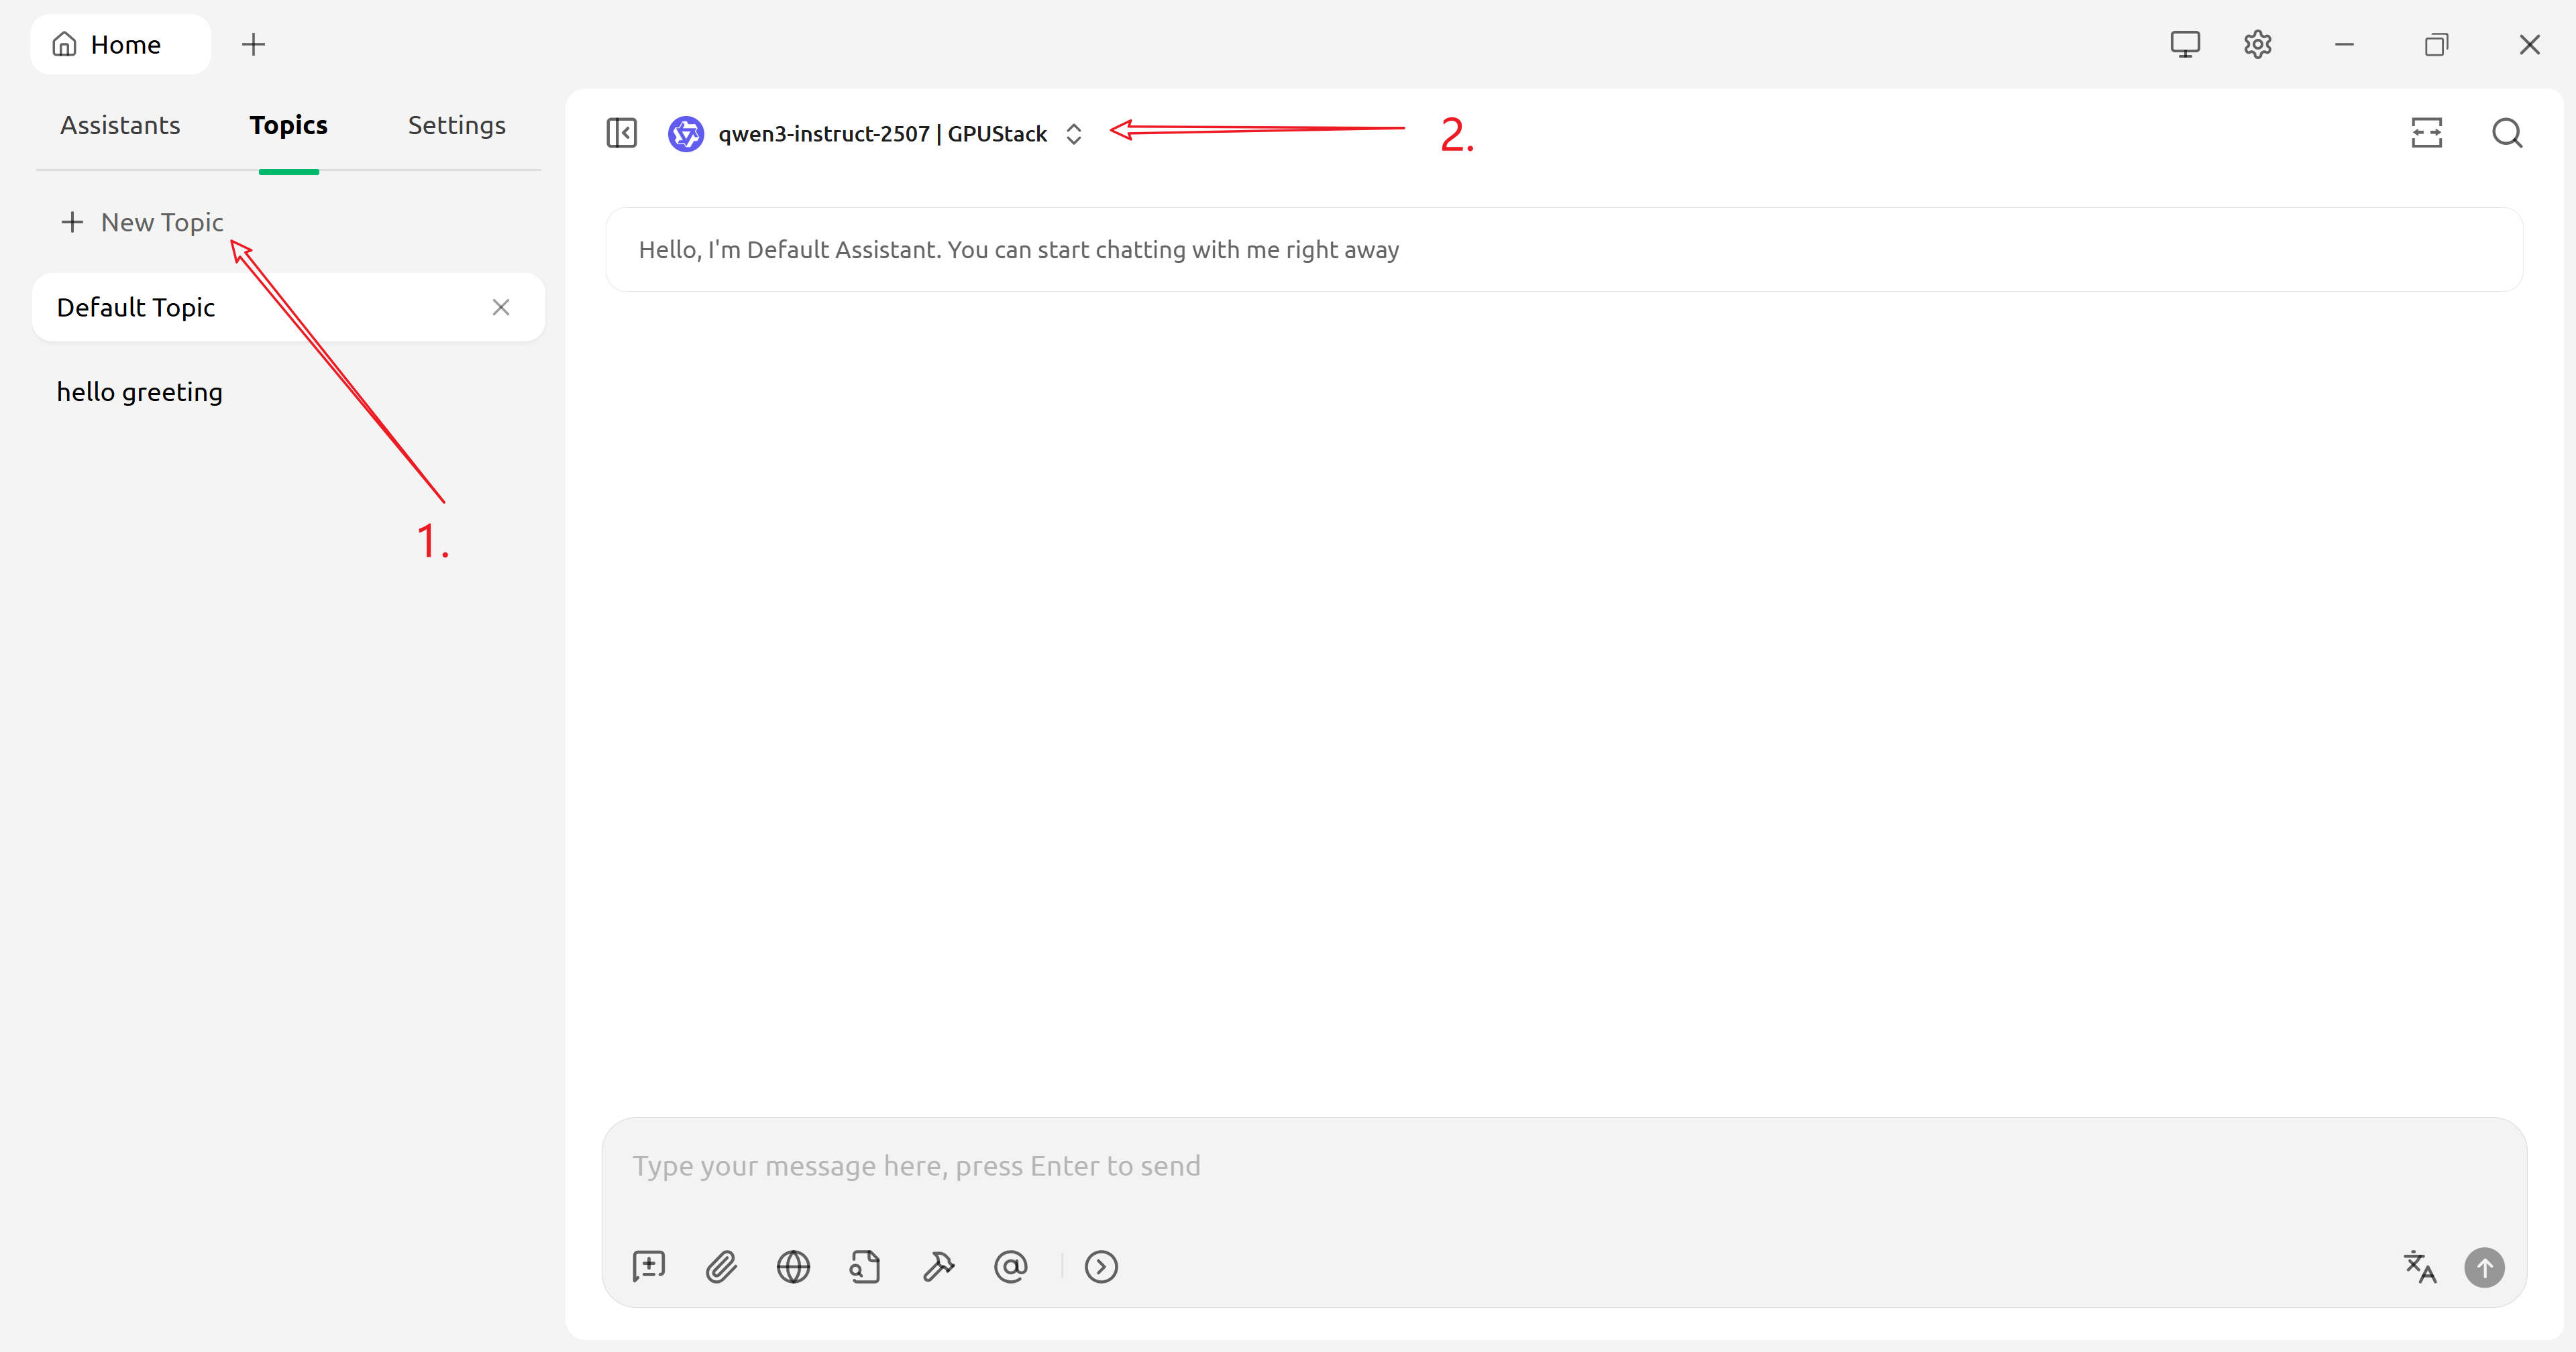 Home
Assistants Topics Settings
New Topic
Default Topic
hello greeting
1.
qwen3-instruct-2507 | GPUStack
2.
Hello, I'm Default Assistant. You can start chatting with me right away
Type your message here, press Enter to send